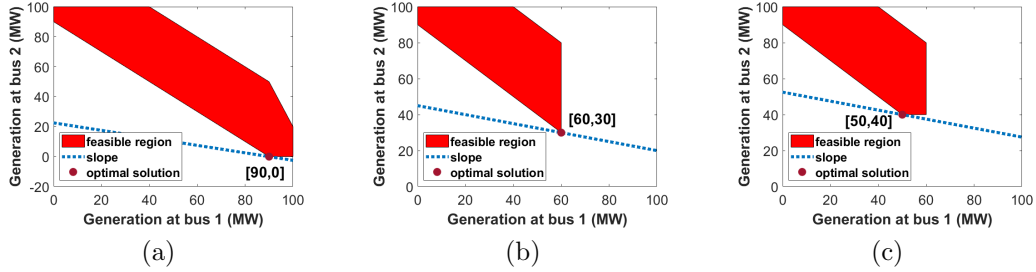 Generation at bus 2 (MW)
100
80
60
40
20
0
-20
feasible region
slope
optimal solution
[90,0]
0 20 40 60 80 100
Generation at bus 1 (MW)
(a)
Generation at bus 2 (MW)
100
80
60
40
20
0
[60,30]
feasible region
slope
optimal solution
0 20 40 60 80 100
Generation at bus 1 (MW)
(b)
Generation at bus 2 (MW)
100
80
60
40
20
0
[50,40]
feasible region
slope
optimal solution
0 20 40 60 80 100
Generation at bus 1 (MW)
(c)